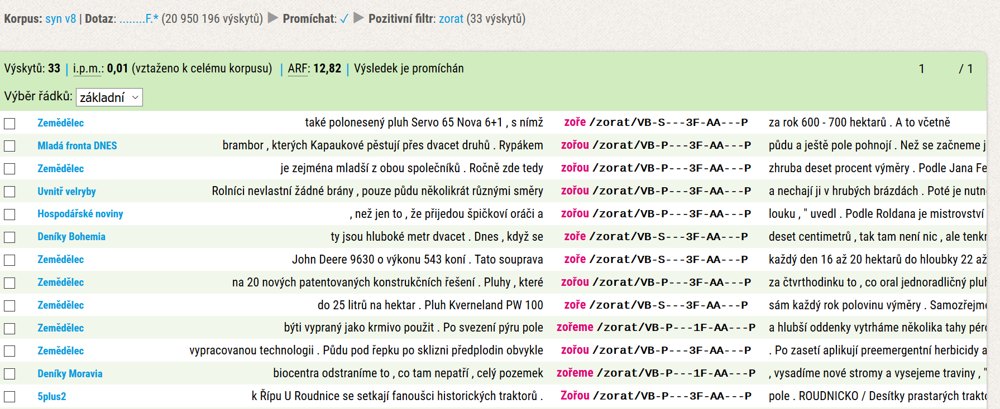 Korpus: syn v8 | Dotaz: ........F.* (20 950 196 výskytů) ▶ Promíchat: ✓ ▶ Pozitivní filtr: zorat (33 výskytů)
Výskytů: 33 | i.p.m.: 0,01 (vztaženo k celému korpusu) | ARF: 12,82 | Výsledek je promíchán 1 / 1
Výběr řádků: základní
Zemědělec také polonesený pluh Servo 65 Nova 6+1 , s nímž zoře /zorat/VB-S---3F-AA---P za rok 600 - 700 hektarů . A to včetně
Mladá fronta DNES brambor , kterých Kapaukové pěstují přes dvacet druhů . Rypákem zořou /zorat/VB-P---3F-AA---P půdu a ještě pole pohnojí . Než se začneme j
Zemědělec je zejména mladší z obou společníků . Ročně zde tedy zořou /zorat/VB-P---3F-AA---P zhruba deset procent výměry . Podle Jana Fe
Uvnitř velryby Rolníci nevlastní žádné brány , pouze půdu několikrát různými směry zořou /zorat/VB-P---3F-AA---P a nechají ji v hrubých brázdách . Poté je nutn
Hospodářské noviny , než jen to , že přijedou špičkoví oráči a zořou /zorat/VB-P---3F-AA---P louku , " uvedl . Podle Roldana je mistrovství
Deníky Bohemia ty jsou hluboké metr dvacet . Dnes , když se zoře /zorat/VB-S---3F-AA---P deset centimetrů , tak tam není nic , ale tenkr
Zemědělec John Deere 9630 o výkonu 543 koní . Tato souprava zoře /zorat/VB-S---3F-AA---P každý den 16 až 20 hektarů do hloubky 22 až
Zemědělec na 20 nových patentovaných konstrukčních řešení . Pluhy , které zořou /zorat/VB-P---3F-AA---P za čtvrthodinku to , co oral jednoradličný pluh
Zemědělec do 25 litrů na hektar . Pluh Kverneland PW 100 zoře /zorat/VB-S---3F-AA---P sám každý rok polovinu výměry . Samozřejmě
Zemědělec býti vypraný jako krmivo použit . Po svezení pýru pole zořeme /zorat/VB-P---1F-AA---P a hlubší oddenky vytrháme několika tahy péro
Zemědělec vypracovanou technologii . Půdu pod řepku po sklizni předplodin obvykle zořou /zorat/VB-P---3F-AA---P . Po zasetí aplikují preemergentní herbicidy a
Deníky Moravia biocentra odstraníme to , co tam nepatří , celý pozemek zořeme /zorat/VB-P---1F-AA---P , vysadíme nové stromy a vysejeme traviny , "
5plus2 k Řípu U Roudnice se setkají fanoušci historických traktorů . Zořou /zorat/VB-P---3F-AA---P pole . ROUDNICKO / Desítky prastarých trakto